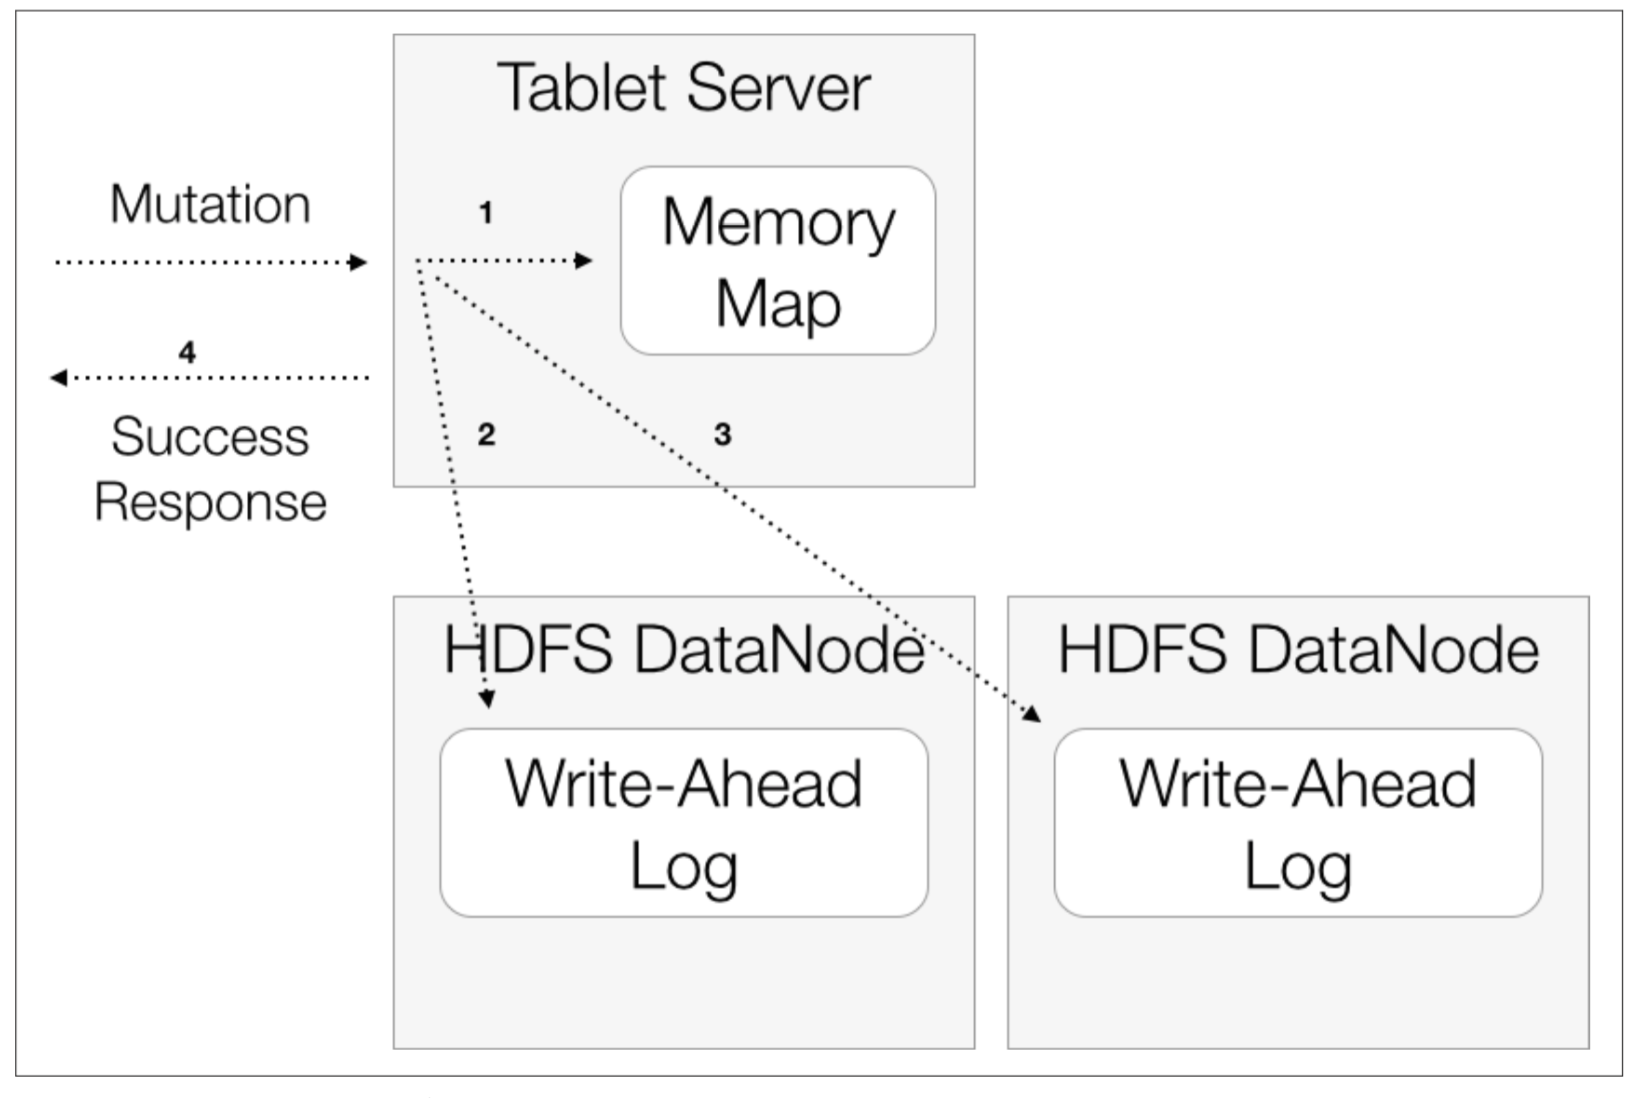 Tablet Server
Mutation
1
Memory
Map
4
Success
Response
2
3
HDFS DataNode
Write-Ahead
Log
HDFS DataNode
Write-Ahead
Log